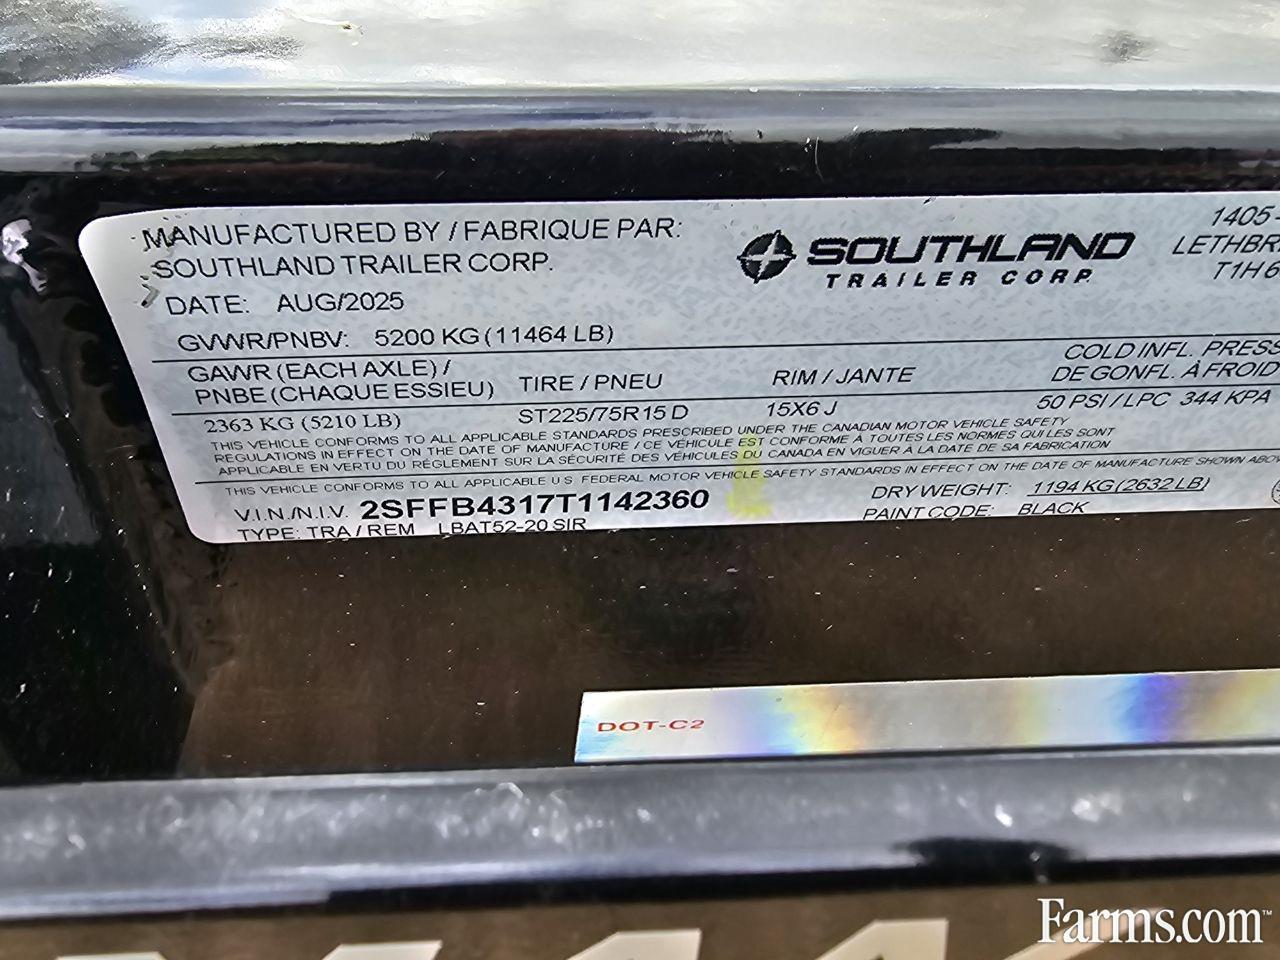 MANUFACTURED BY / FABRIQUE PAR:
SOUTHLAND TRAILER CORP.
DATE: AUG/2025
GVWR/PNBV: 5200 KG (11464 LB)
SOUTHLAND
TRAILER CORP
1405-
LETHBRI
T1H 6
GAWR (EACH AXLE) / PNBE (CHAQUE ESSIEU) TIRE / PNEU RIM / JANTE COLD INFL. PRESS
DE GONFL. À FROID
2363 KG (5210 LB) ST225/75R15 D 15X6 J 50 PSI / LPC 344 KPA
THIS VEHICLE CONFORMS TO ALL APPLICABLE STANDARDS PRESCRIBED UNDER THE CANADIAN MOTOR VEHICLE SAFETY
REGULATIONS IN EFFECT ON THE DATE OF MANUFACTURE / CE VÉHICULE EST CONFORME À TOUTES LES NORMES QUI LES SONT
APPLICABLE EN VERTU DU RÉGLEMENT SUR LA SÉCURITÉ DES VÉHICULES DU CANADA EN VIGUER À LA DATE DE SA FABRICATION
THIS VEHICLE CONFORMS TO ALL APPLICABLE U S FEDERAL MOTOR VEHICLE SAFETY STANDARDS IN EFFECT ON THE DATE OF MANUFACTURE SHOWN ABOV
V.I.N./N.I.V. 2SFFB4317T1142360 DRY WEIGHT: 1194 KG (2632 LB)
TYPE: TRA / REM LBAT52-20 SIR PAINT CODE: BLACK
DOT-C2
Farms.com™